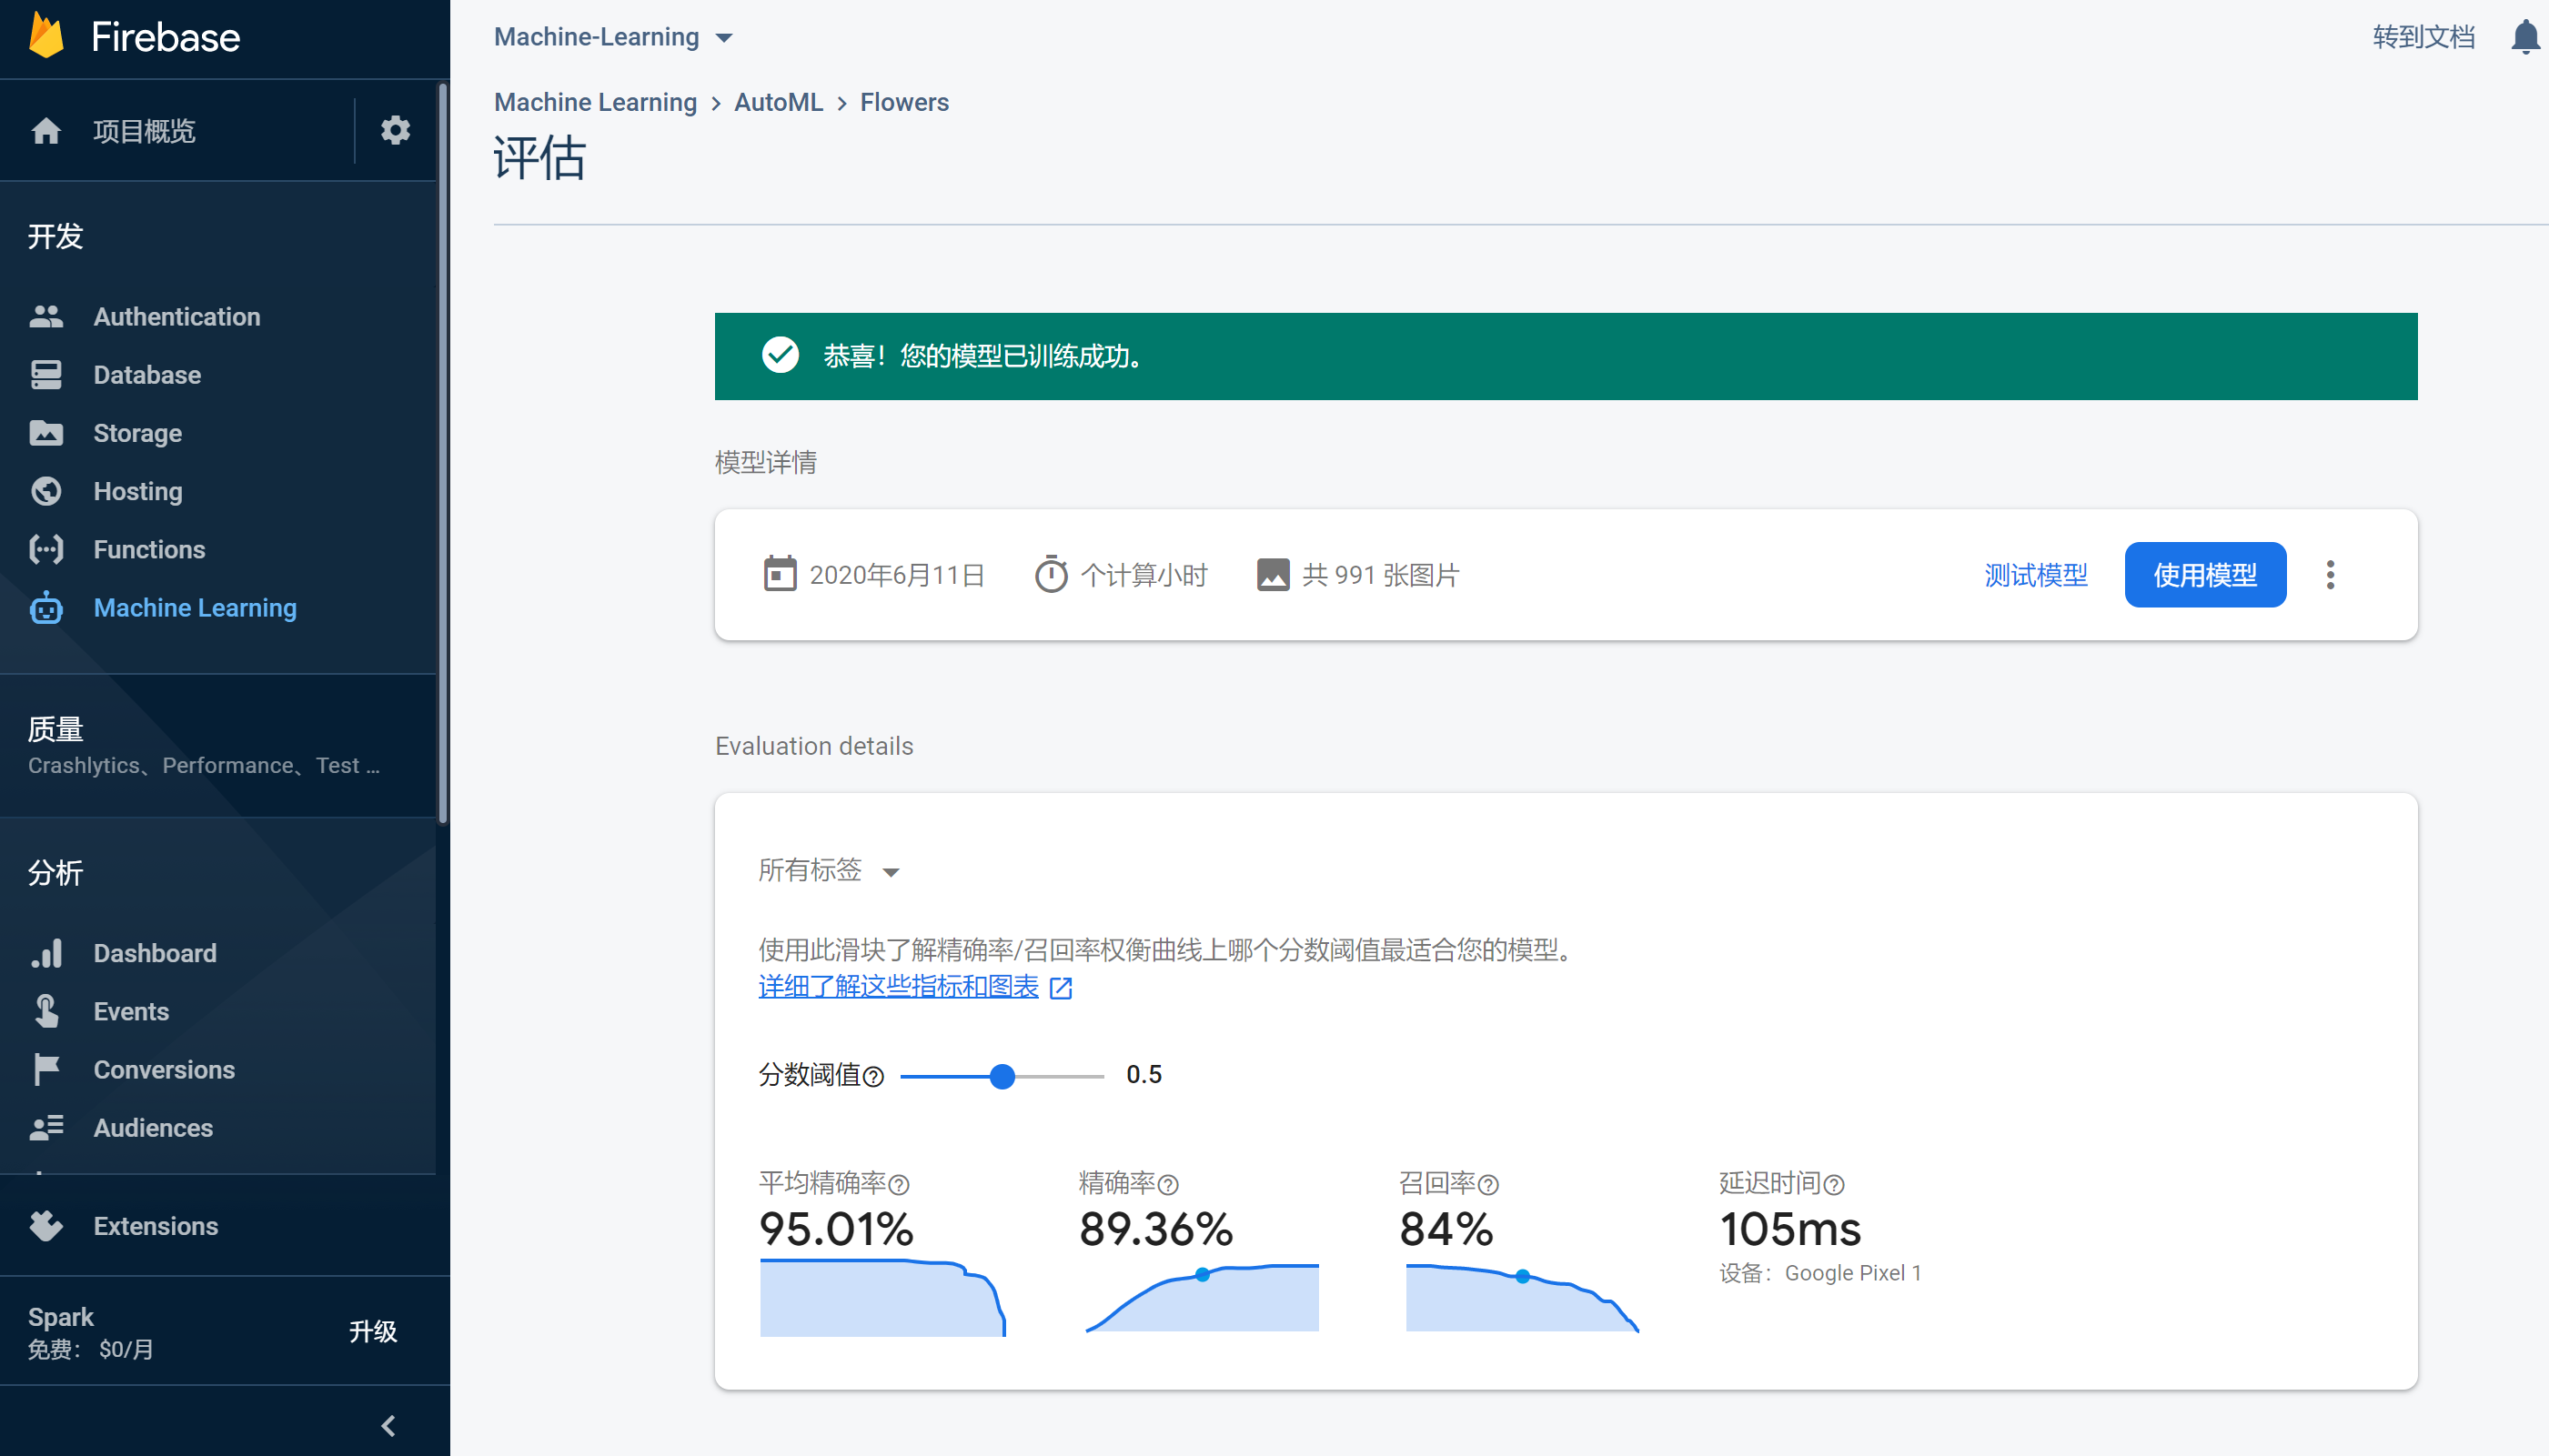 Firebase
项目概览
开发
Authentication
Database
Storage
Hosting
Functions
Machine Learning
质量
Crashlytics、Performance、Test ...
分析
Dashboard
Events
Conversions
Audiences
Extensions
Spark
免费： $0/月
升级
Machine-Learning
转到文档
Machine Learning > AutoML > Flowers
评估
恭喜！您的模型已训练成功。
模型详情
2020年6月11日 个计算小时 共 991 张图片 测试模型 使用模型
Evaluation details
所有标签
使用此滑块了解精确率/召回率权衡曲线上哪个分数阈值最适合您的模型。
详细了解这些指标和图表
分数阈值 0.5
平均精确率
95.01%
精确率
89.36%
召回率
84%
延迟时间
105ms
设备：Google Pixel 1